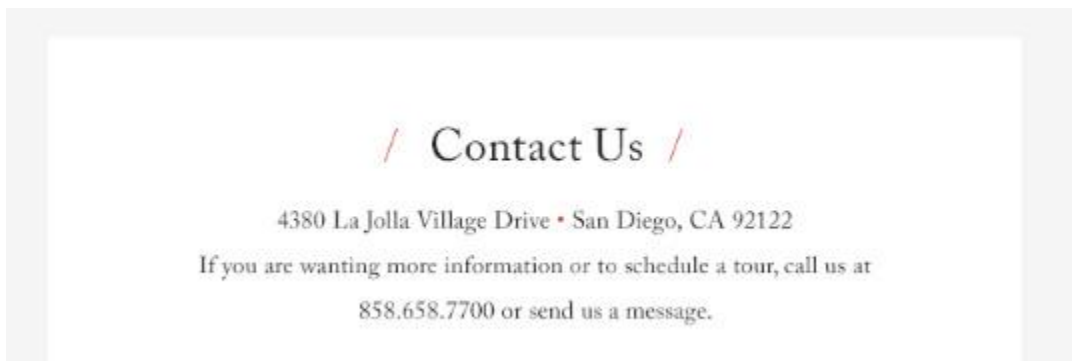 / Contact Us /
4380 La Jolla Village Drive • San Diego, CA 92122
If you are wanting more information or to schedule a tour, call us at
858.658.7700 or send us a message.